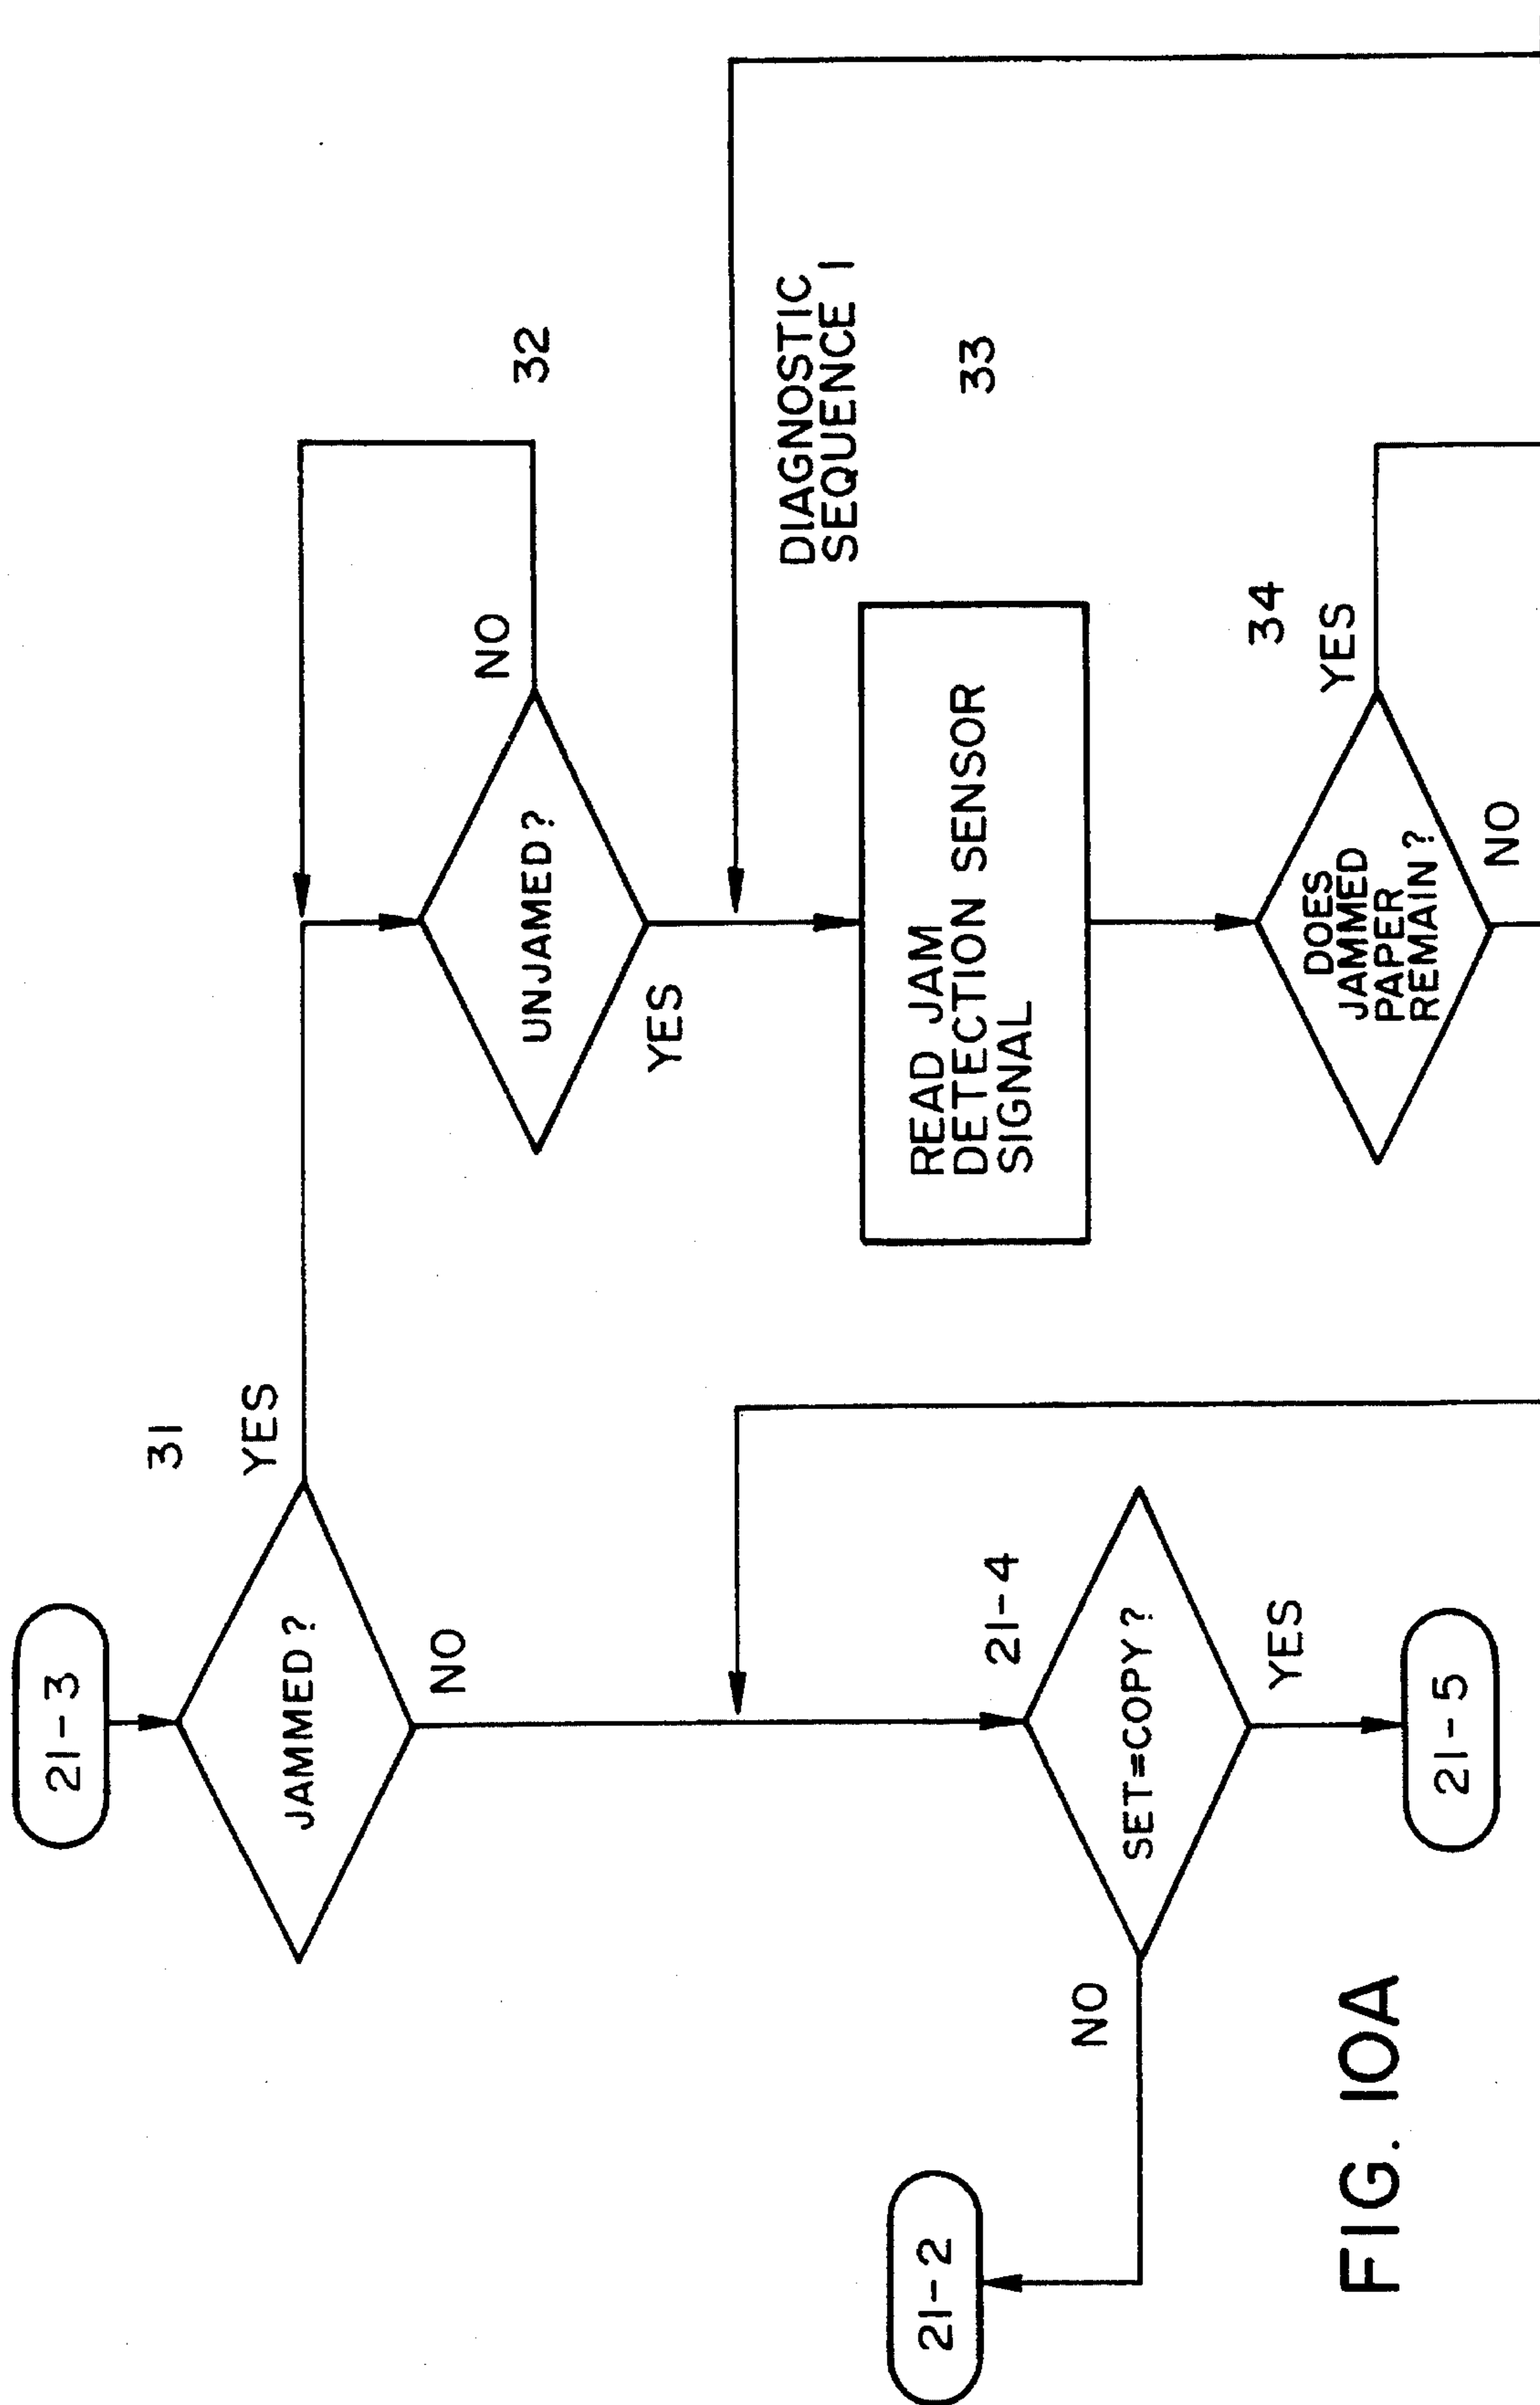 21-3
31
JAMMED?
YES
NO
32
UNJAMED?
NO
YES
DIAGNOSTIC
SEQUENCE 1
33
READ JAM
DETECTION SENSOR
SIGNAL
34
DOES
JAMMED
PAPER
REMAIN?
YES
NO
21-4
SET=COPY?
NO
YES
21-2
21-5
FIG. 10A